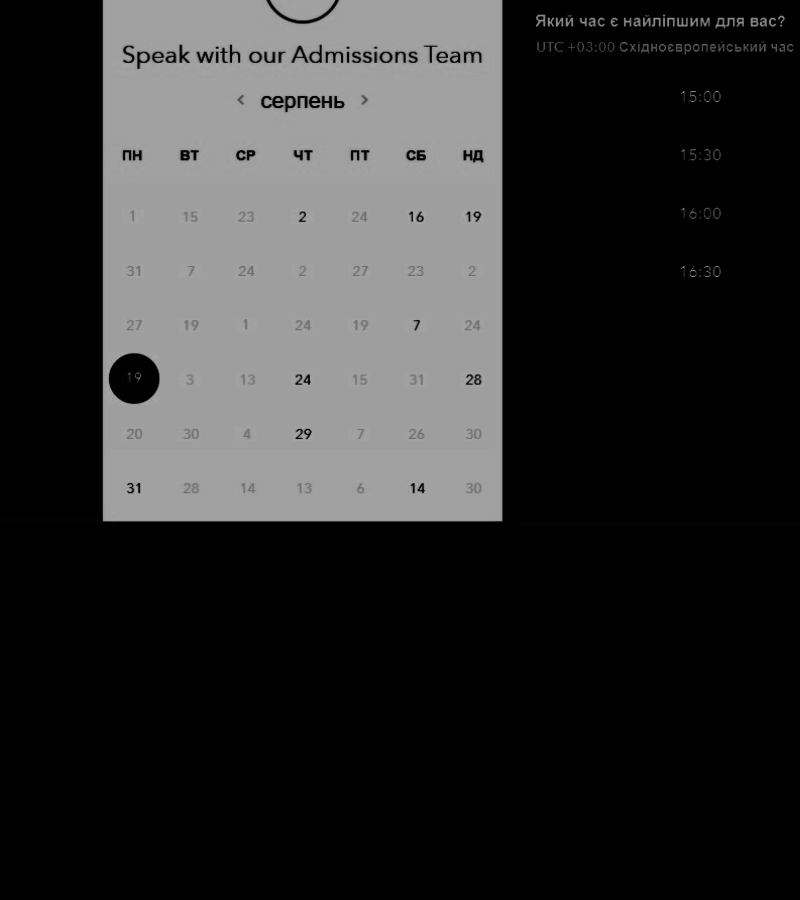 Speak with our Admissions Team
< серпень >
ПН ВТ СР ЧТ ПТ СБ НД
1 15 23 2 24 16 19
31 7 24 2 27 23 2
27 19 1 24 19 7 24
19 3 13 24 15 31 28
20 30 4 29 7 26 30
31 28 14 13 6 14 30
Який час є найліпшим для вас?
UTC +03:00 Східноєвропейський час
15:00
15:30
16:00
16:30